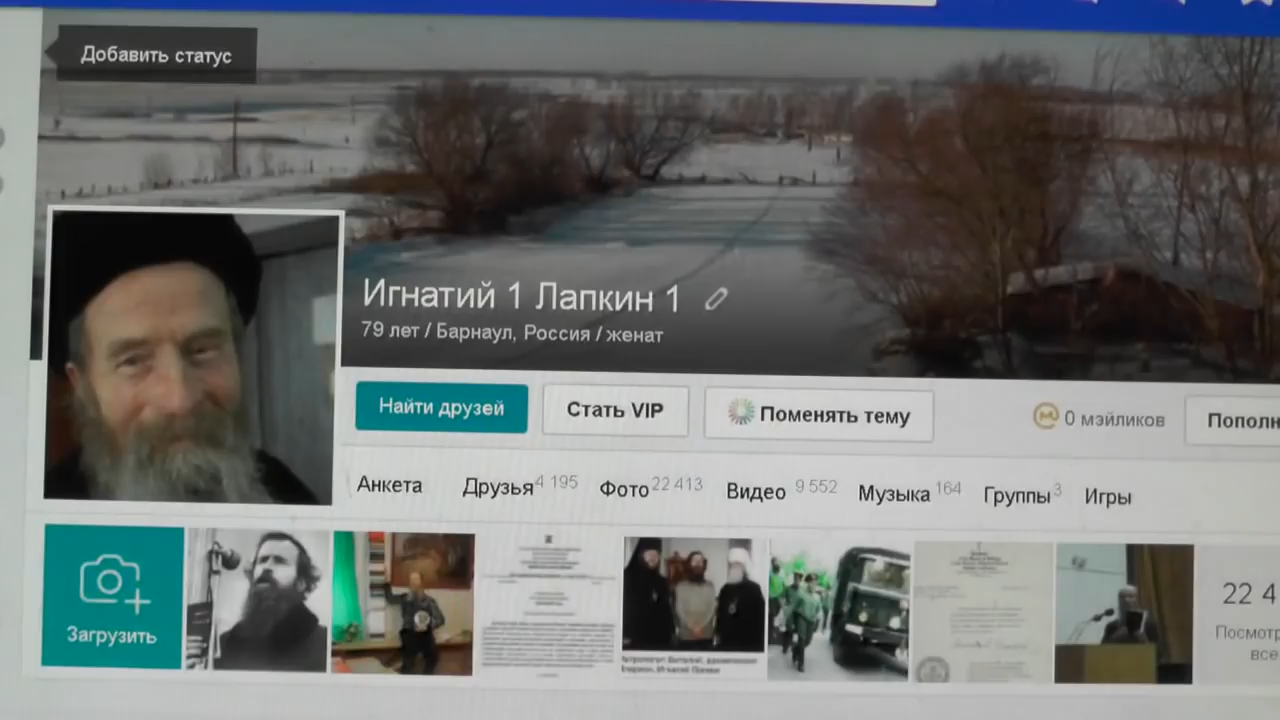 Добавить статус
Игнатий 1 Лапкин 1
79 лет / Барнаул, Россия / женат
Найти друзей
Стать VIP
Поменять тему
0 мэйликов
Пополн
Анкета
Друзья 4 195
Фото 22 413
Видео 9 552
Музыка 164
Группы 3
Игры
Загрузить
22 4
Посмотр
все